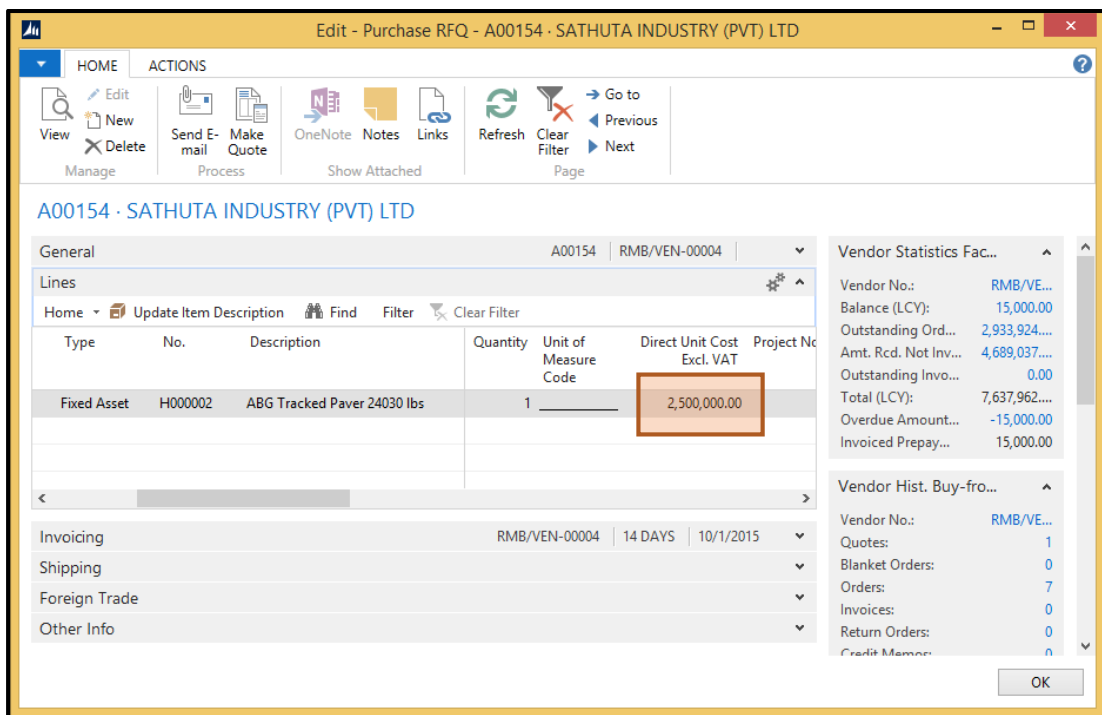 Edit - Purchase RFQ - A00154 · SATHUTA INDUSTRY (PVT) LTD
HOME ACTIONS
View
Edit
New
Delete
Manage
Send E-mail
Make Quote
Process
OneNote
Notes
Links
Show Attached
Refresh
Clear Filter
Go to
Previous
Next
Page
A00154 · SATHUTA INDUSTRY (PVT) LTD
General A00154 RMB/VEN-00004
Lines
Home Update Item Description Find Filter Clear Filter
Type No. Description Quantity Unit of Measure Code Direct Unit Cost Excl. VAT Project No
Fixed Asset H000002 ABG Tracked Paver 24030 lbs 1 2,500,000.00
Invoicing RMB/VEN-00004 14 DAYS 10/1/2015
Shipping
Foreign Trade
Other Info
Vendor Statistics Fac...
Vendor No.: RMB/VE...
Balance (LCY): 15,000.00
Outstanding Ord... 2,933,924....
Amt. Rcd. Not Inv... 4,689,037....
Outstanding Invo... 0.00
Total (LCY): 7,637,962....
Overdue Amount... -15,000.00
Invoiced Prepay... 15,000.00
Vendor Hist. Buy-fro...
Vendor No.: RMB/VE...
Quotes: 1
Blanket Orders: 0
Orders: 7
Invoices: 0
Return Orders: 0
Credit Memos: 0
OK